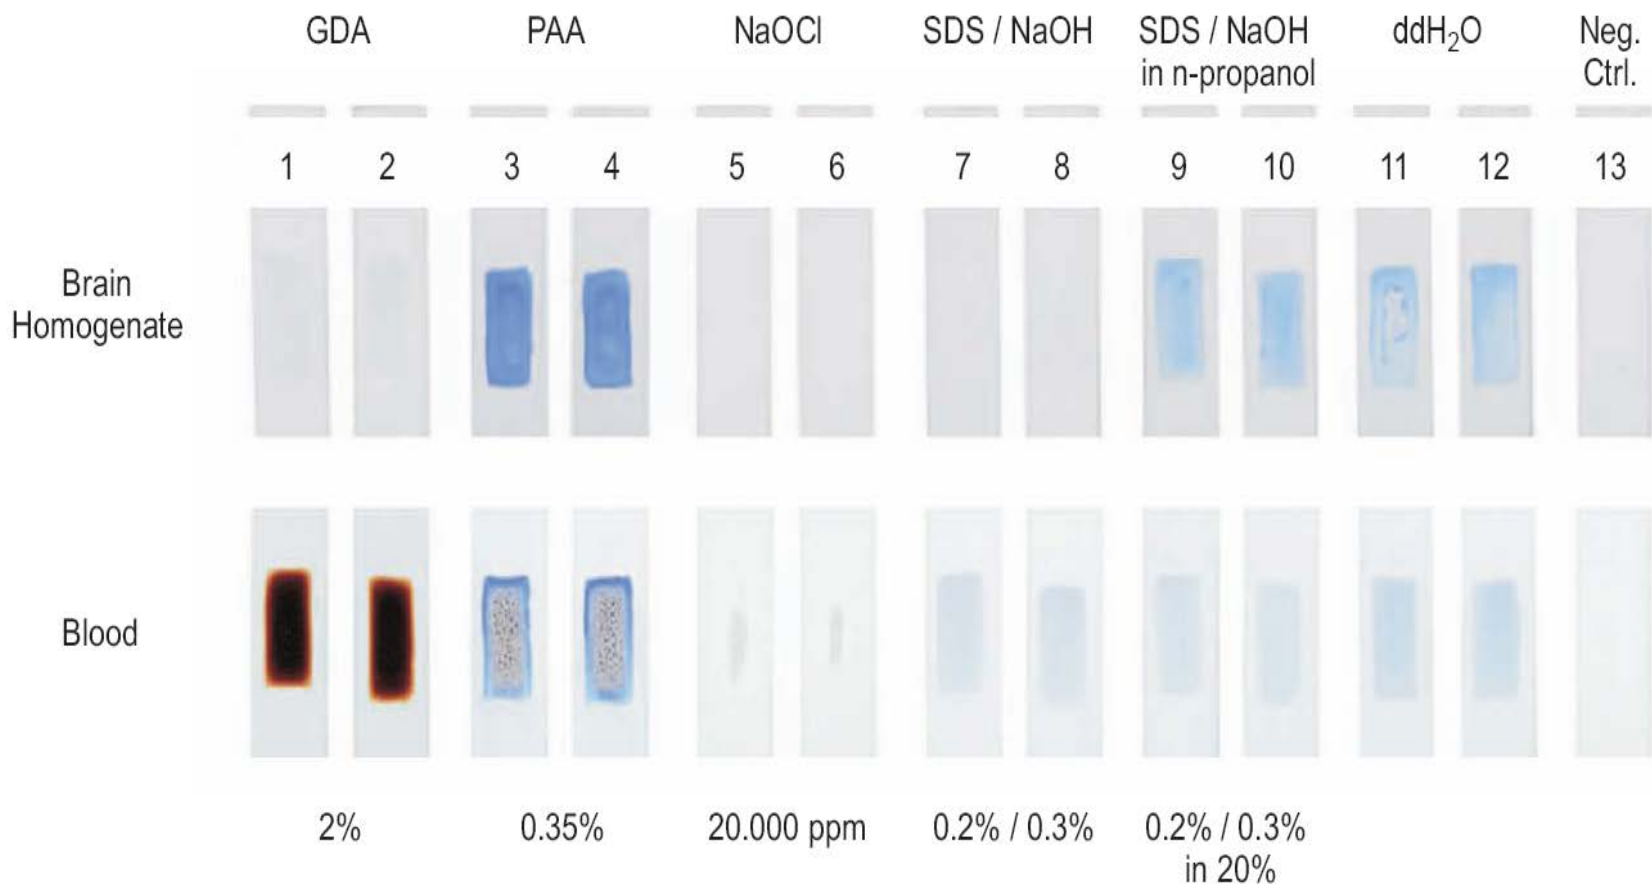 GDA PAA NaOCl SDS / NaOH SDS / NaOH ddH₂O Neg.
in n-propanol Ctrl.
1 2 3 4 5 6 7 8 9 10 11 12 13
Brain
Homogenate
Blood
2% 0.35% 20.000 ppm 0.2% / 0.3% 0.2% / 0.3%
in 20%